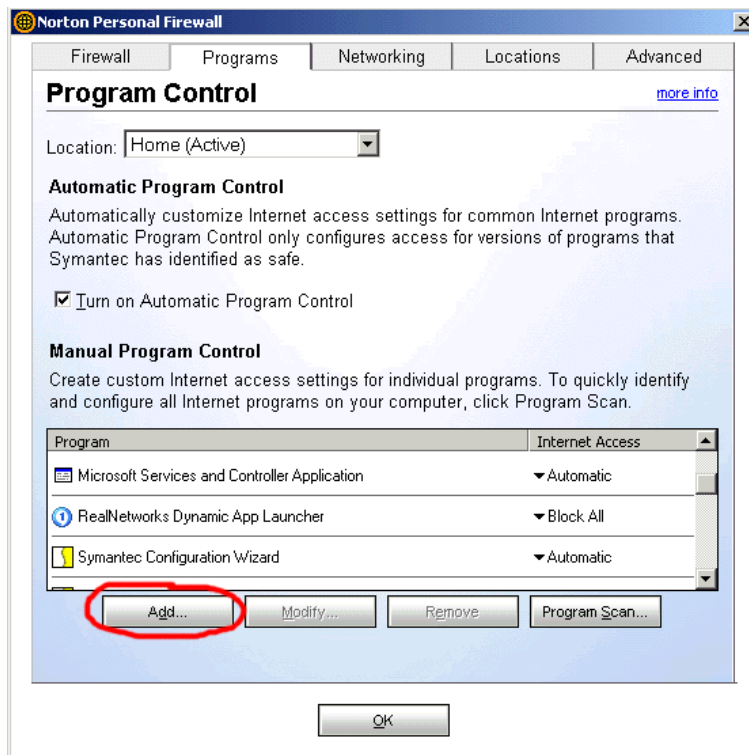 Norton Personal Firewall
Firewall Programs Networking Locations Advanced
Program Control more info
Location: Home (Active)
Automatic Program Control
Automatically customize Internet access settings for common Internet programs.
Automatic Program Control only configures access for versions of programs that
Symantec has identified as safe.
Turn on Automatic Program Control
Manual Program Control
Create custom Internet access settings for individual programs. To quickly identify
and configure all Internet programs on your computer, click Program Scan.
Program Internet Access
Microsoft Services and Controller Application Automatic
RealNetworks Dynamic App Launcher Block All
Symantec Configuration Wizard Automatic
Add... Modify... Remove Program Scan...
OK